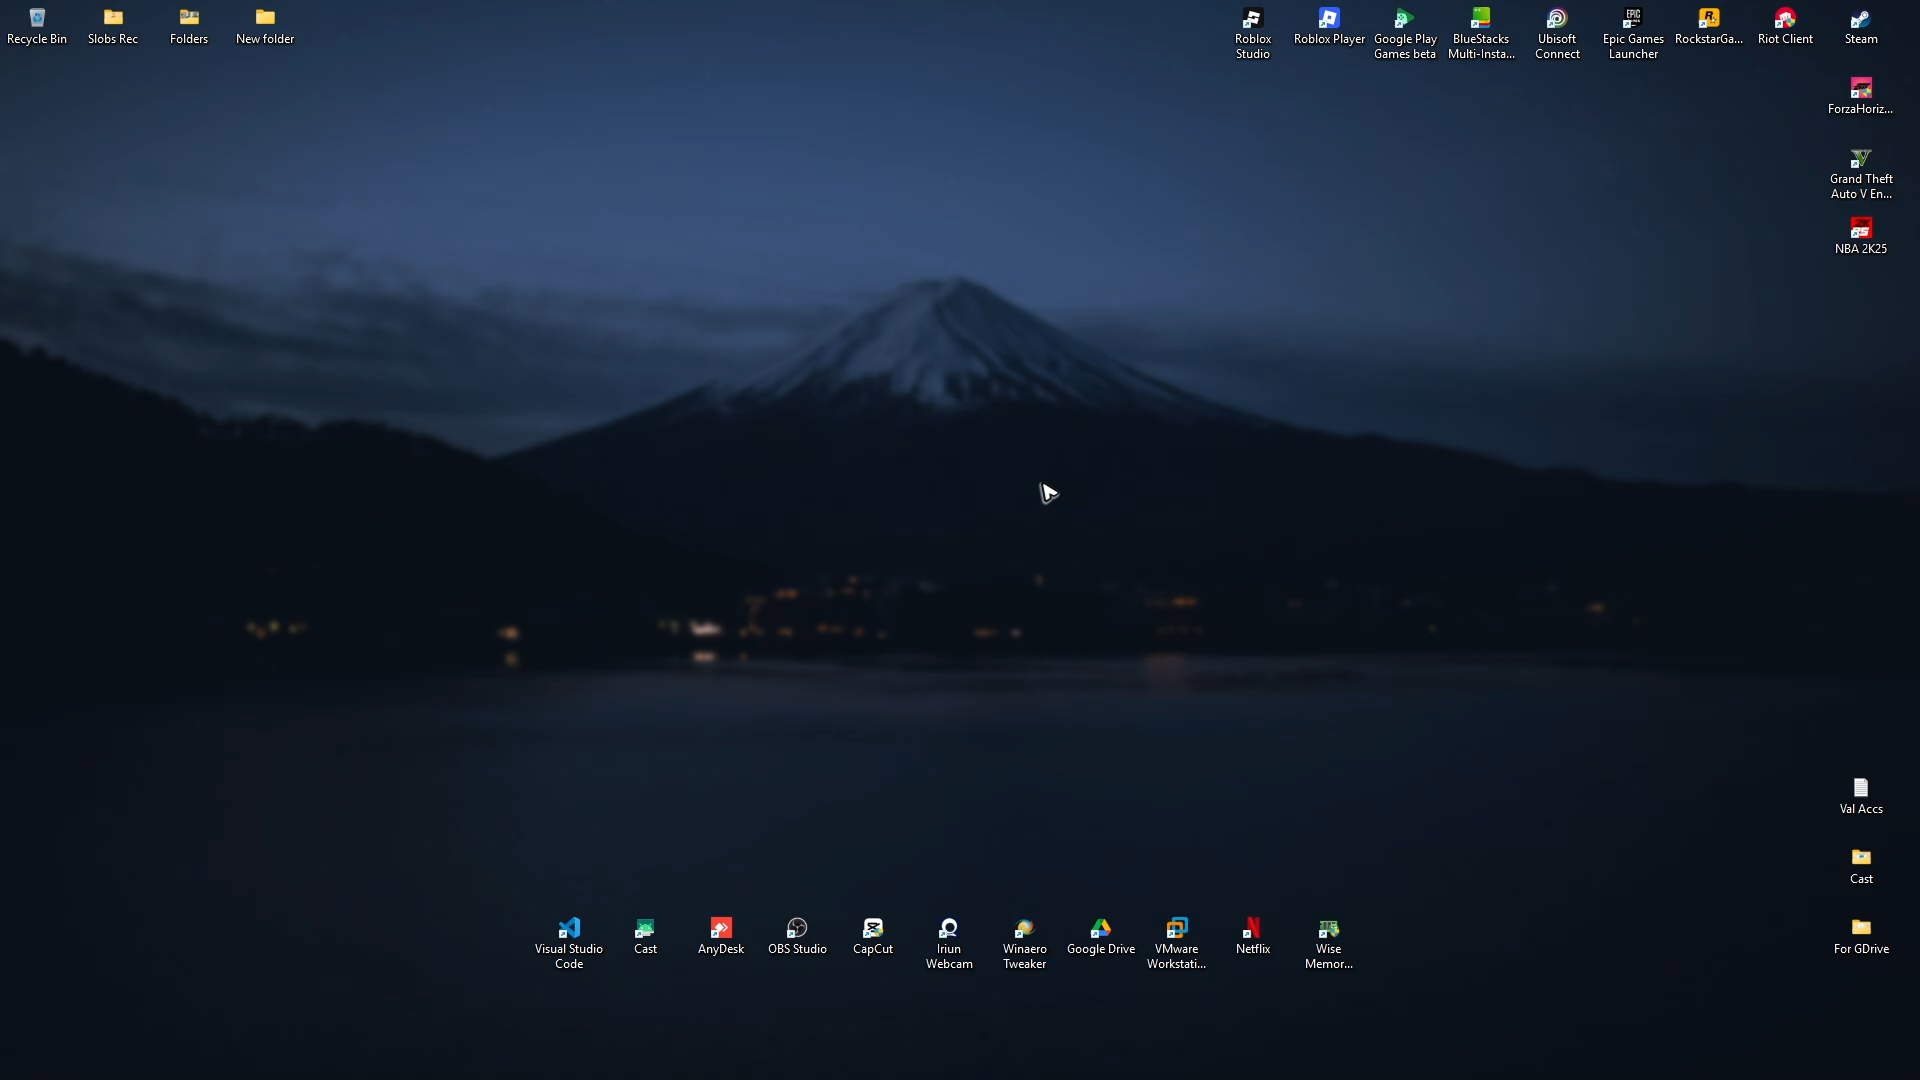 Recycle Bin
Slobs Rec
Folders
New folder
Roblox
Studio
Roblox Player
Google Play
Games beta
BlueStacks
Multi-Insta...
Ubisoft
Connect
EPIC
GAMES
Epic Games
Launcher
RockstarGa...
Riot Client
Steam
ForzaHoriz...
Grand Theft
Auto V En...
NBA 2K25
Val Accs
Cast
For GDrive
Visual Studio
Code
Cast
AnyDesk
OBS Studio
CapCut
Iriun
Webcam
Winaero
Tweaker
Google Drive
VMware
Workstati...
Netflix
Wise
Memor...